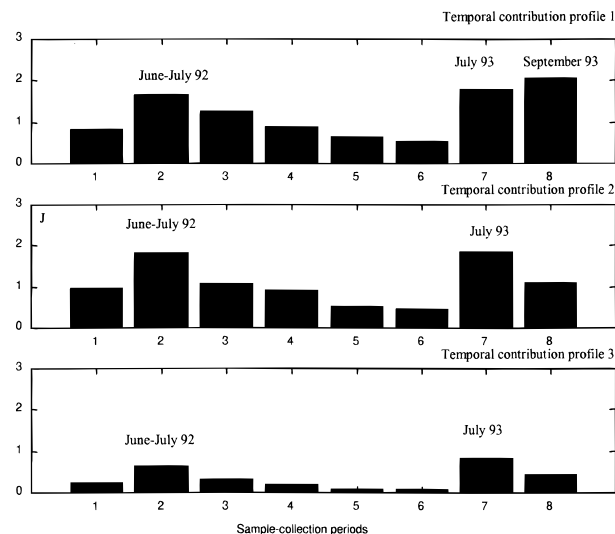 Temporal contribution profile 1
3
June-July 92
July 93
September 93
2
1
0
1 2 3 4 5 6 7 8
Temporal contribution profile 2
3
J
June-July 92
July 93
2
1
0
1 2 3 4 5 6 7 8
Temporal contribution profile 3
3
2
June-July 92
July 93
1
0
1 2 3 4 5 6 7 8
Sample-collection periods